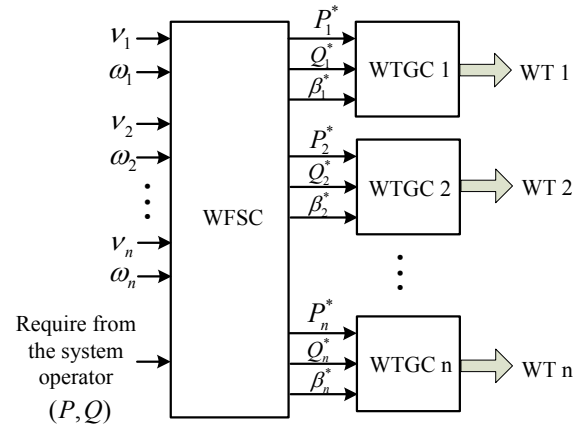 ν₁
ω₁
ν₂
ω₂
⋮
νₙ
ωₙ
Require from
the system
operator
(P,Q)
WFSC
P₁*
Q₁*
β₁*
WTGC 1
WT 1
P₂*
Q₂*
β₂*
WTGC 2
WT 2
⋮
Pₙ*
Qₙ*
βₙ*
WTGC n
WT n